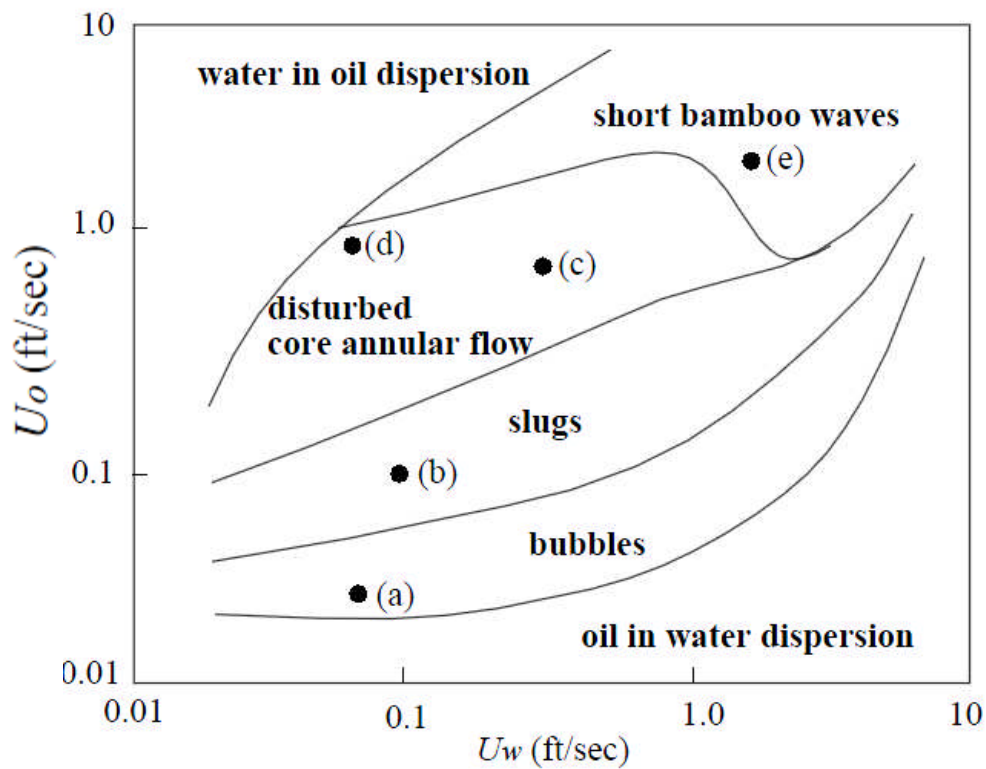 10
water in oil dispersion
short bamboo waves
(e)
1.0
(d)
(c)
disturbed
core annular flow
Uo (ft/sec)
slugs
0.1
(b)
bubbles
(a)
oil in water dispersion
0.01
0.01
0.1
1.0
10
Uw (ft/sec)